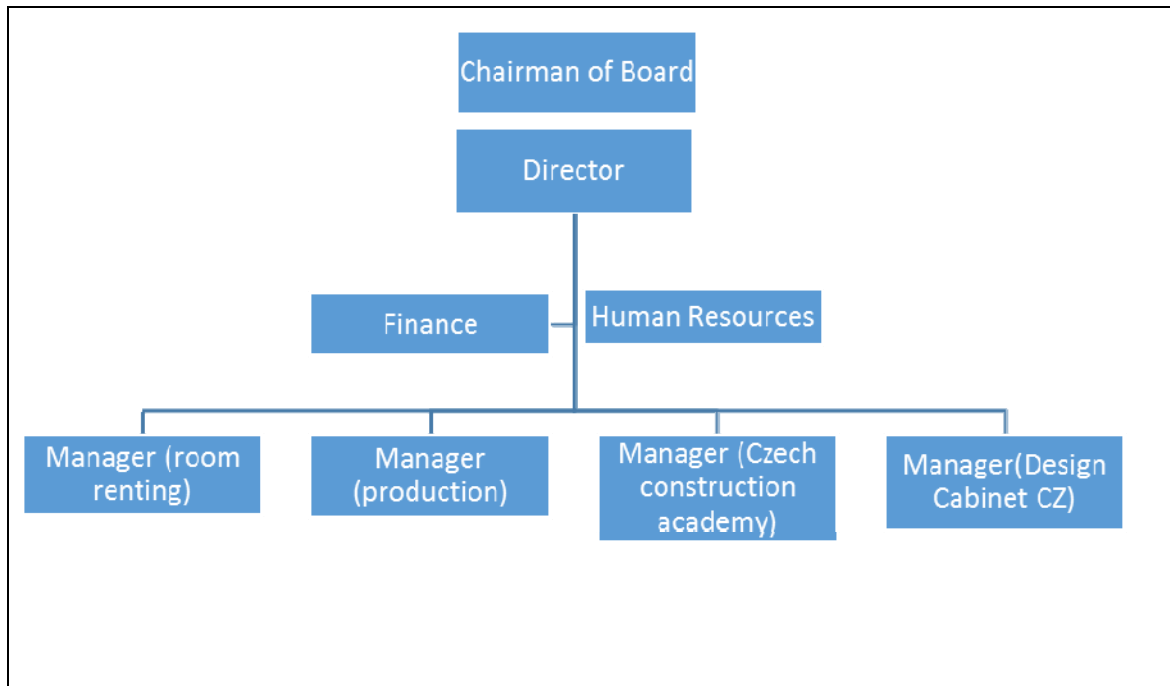 Chairman of Board
Director
Finance
Human Resources
Manager (room
renting)
Manager
(production)
Manager (Czech
construction
academy)
Manager(Design
Cabinet CZ)